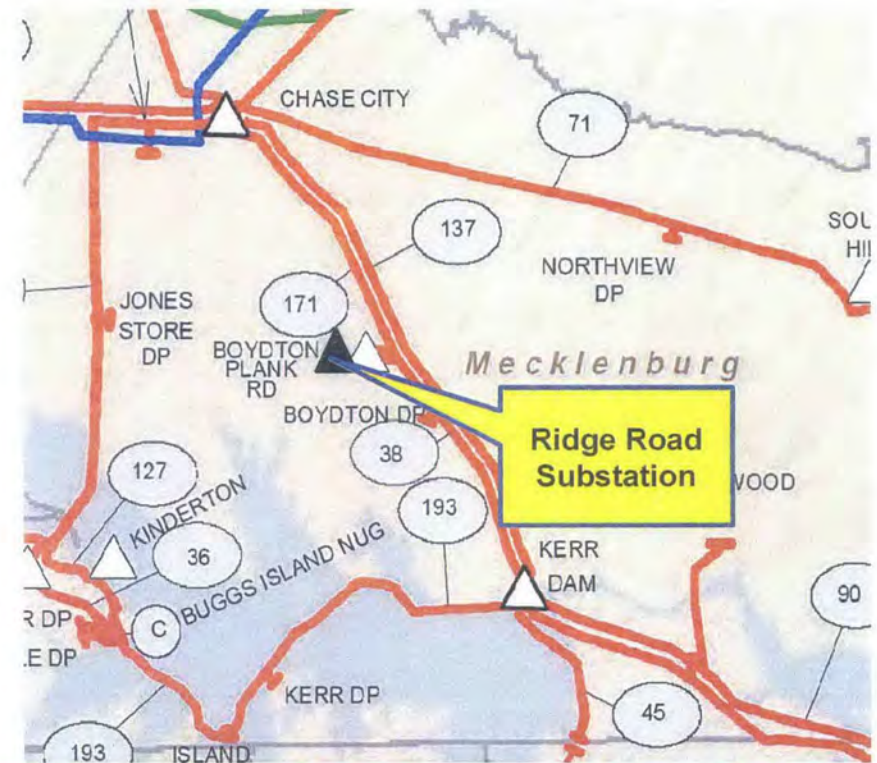 CHASE CITY
71
137
SOU
HI
NORTHVIEW
DP
171
JONES
STORE
DP
BOYDTON
PLANK
RD
Mecklenburg
BOYDTON DP
Ridge Road
Substation
38
WOOD
127
193
KINDERTON
KERR
DAM
36
BUGGS ISLAND NUG
90
R DP
C
LE DP
KERR DP
45
193
ISLAND